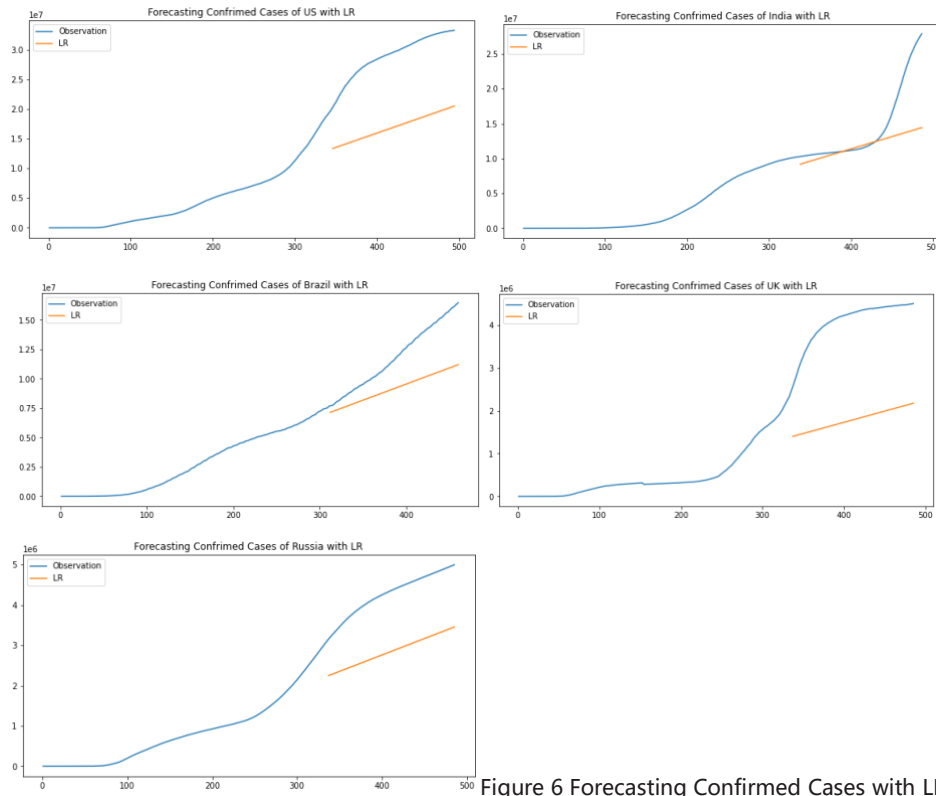 Forecasting Confrimed Cases of US with LR
1e7
Observation
LR
3.0
2.5
2.0
1.5
1.0
0.5
0.0
0 100 200 300 400 500
Forecasting Confrimed Cases of India with LR
1e7
Observation
LR
2.5
2.0
1.5
1.0
0.5
0.0
0 100 200 300 400 500
Forecasting Confrimed Cases of Brazil with LR
1e7
Observation
LR
1.50
1.25
1.00
0.75
0.50
0.25
0.00
0 100 200 300 400
Forecasting Confrimed Cases of UK with LR
1e6
Observation
LR
4
3
2
1
0
0 100 200 300 400 500
Forecasting Confrimed Cases of Russia with LR
1e6
Observation
LR
5
4
3
2
1
0
0 100 200 300 400 500
Figure 6 Forecasting Confirmed Cases with